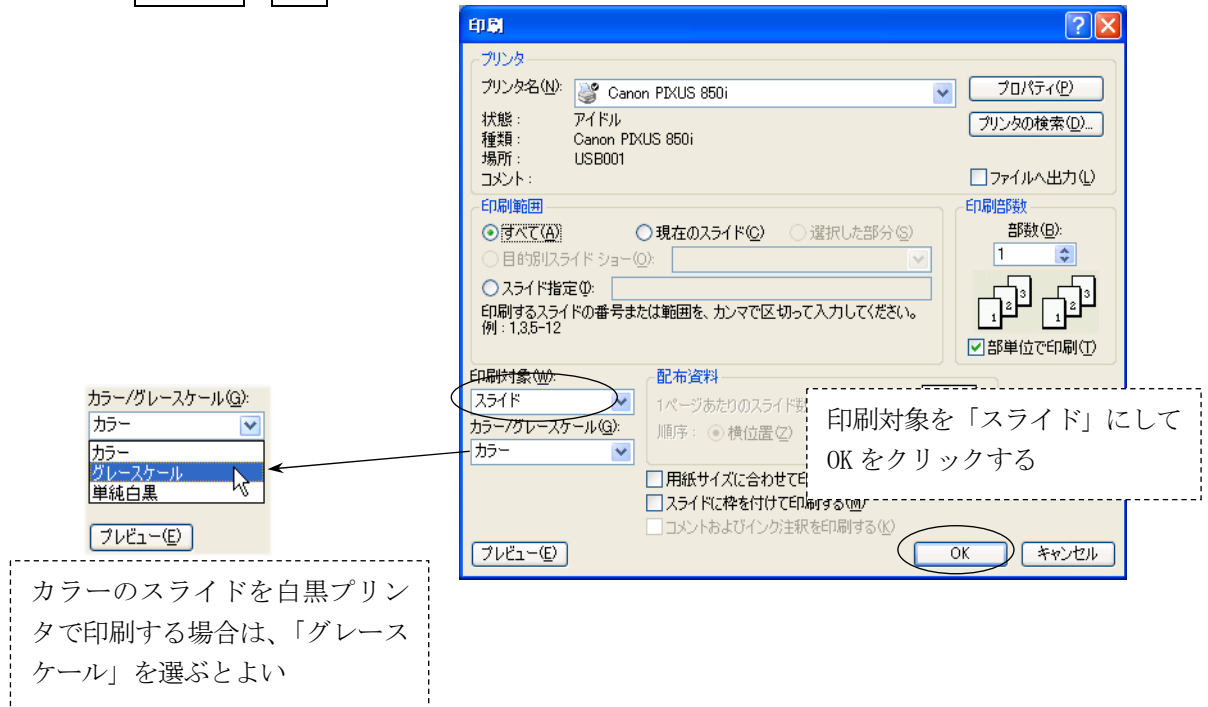 印刷
プリンタ
プリンタ名(N):
Canon PIXUS 850i
プロパティ(P)
状態:
アイドル
プリンタの検索(D)...
種類:
Canon PIXUS 850i
場所:
USB001
コメント:
ファイルへ出力(L)
印刷範囲
すべて(A)
現在のスライド(C)
選択した部分(S)
目的別スライド ショー(O):
スライド指定(I):
印刷するスライドの番号または範囲を、カンマで区切って入力してください。
例:1,3,5-12
印刷部数
部数(B):
1
1 2 3
1 2 3
部単位で印刷(T)
印刷対象(W):
スライド
カラー/グレースケール(G):
カラー
配布資料
1ページあたりのスライド数
順序:
横位置(Z)
用紙サイズに合わせて印
スライドに枠を付けて印刷する(M)
コメントおよびインク注釈を印刷する(K)
プレビュー(E)
OK
キャンセル
印刷対象を「スライド」にして
OK をクリックする
カラー/グレースケール(G):
カラー
カラー
グレースケール
単純白黒
プレビュー(E)
カラーのスライドを白黒プリン
タで印刷する場合は、「グレース
ケール」を選ぶとよい